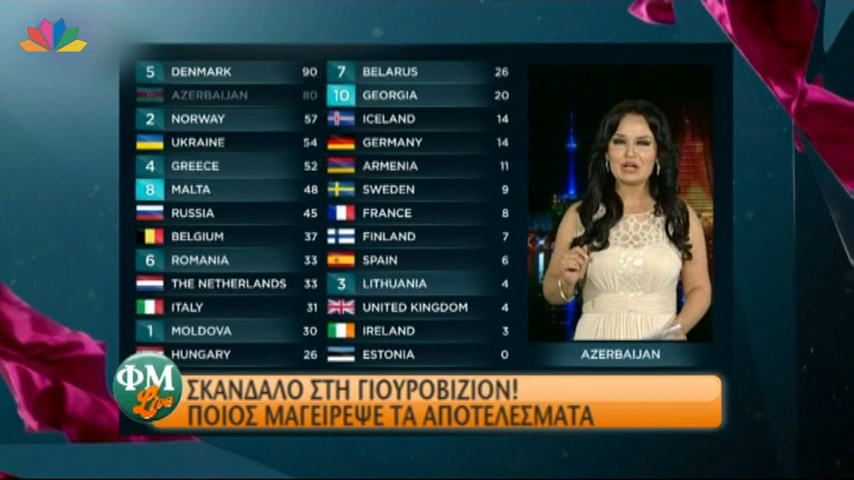 5 DENMARK 90
AZERBAIJAN 80
2 NORWAY 57
UKRAINE 54
4 GREECE 52
8 MALTA 48
RUSSIA 45
BELGIUM 37
6 ROMANIA 33
THE NETHERLANDS 33
ITALY 31
1 MOLDOVA 30
HUNGARY 26
7 BELARUS 26
10 GEORGIA 20
ICELAND 14
GERMANY 14
ARMENIA 11
SWEDEN 9
FRANCE 8
FINLAND 7
SPAIN 6
3 LITHUANIA 4
UNITED KINGDOM 4
IRELAND 3
ESTONIA 0
AZERBAIJAN
ΦΜ
Live
ΣΚΑΝΔΑΛΟ ΣΤΗ ΓΙΟΥΡΟΒΙΖΙΟΝ!
ΠΟΙΟΣ ΜΑΓΕΙΡΕΨΕ ΤΑ ΑΠΟΤΕΛΕΣΜΑΤΑ